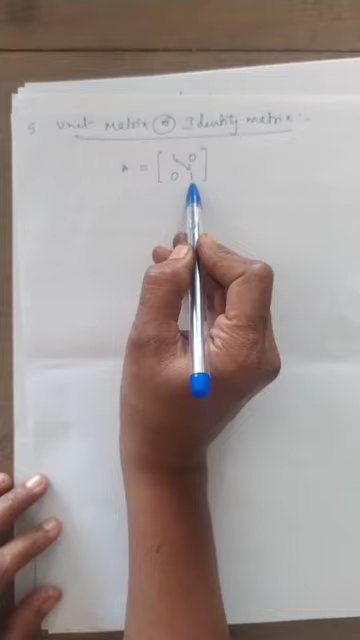 5 Unit Matrix (or) Identity matrix:-
A = [ 1 0
0 1 ]